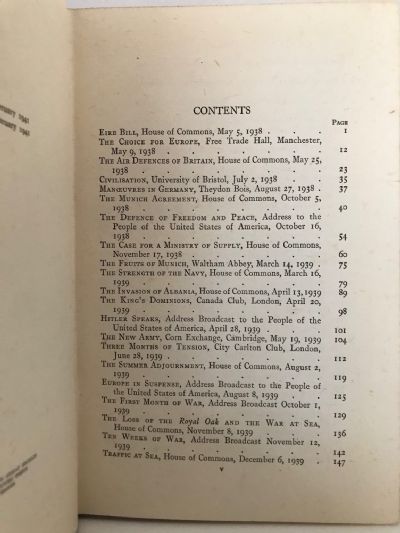 CONTENTS
PAGE
EIRE BILL, House of Commons, May 5, 1938 . . . 1
THE CHOICE FOR EUROPE, Free Trade Hall, Manchester,
May 9, 1938 . . . . . . . 12
THE AIR DEFENCES OF BRITAIN, House of Commons, May 25,
1938 . . . . . . . . 23
CIVILISATION, University of Bristol, July 2, 1938 . . 35
MANŒUVRES IN GERMANY, Theydon Bois, August 27, 1938 . 37
THE MUNICH AGREEMENT, House of Commons, October 5,
1938 . . . . . . . . 40
THE DEFENCE OF FREEDOM AND PEACE, Address to the
People of the United States of America, October 16,
1938 . . . . . . . . 54
THE CASE FOR A MINISTRY OF SUPPLY, House of Commons,
November 17, 1938 . . . . . . 60
THE FRUITS OF MUNICH, Waltham Abbey, March 14, 1939 . 75
THE STRENGTH OF THE NAVY, House of Commons, March 16,
1939 . . . . . . . . 79
THE INVASION OF ALBANIA, House of Commons, April 13, 1939 89
THE KING'S DOMINIONS, Canada Club, London, April 20,
1939 . . . . . . . . 98
HITLER SPEAKS, Address Broadcast to the People of the
United States of America, April 28, 1939 . . . 101
THE NEW ARMY, Corn Exchange, Cambridge, May 19, 1939 104
THREE MONTHS OF TENSION, City Carlton Club, London,
June 28, 1939 . . . . . . . 112
THE SUMMER ADJOURNMENT, House of Commons, August 2,
1939 . . . . . . . . 119
EUROPE IN SUSPENSE, Address Broadcast to the People of
the United States of America, August 8, 1939 . . 125
THE FIRST MONTH OF WAR, Address Broadcast October 1,
1939 . . . . . . . . 129
THE LOSS OF THE Royal Oak AND THE WAR AT SEA,
House of Commons, November 8, 1939 . . . 136
TEN WEEKS OF WAR, Address Broadcast November 12,
1939 . . . . . . . . 142
TRAFFIC AT SEA, House of Commons, December 6, 1939 . 147
v